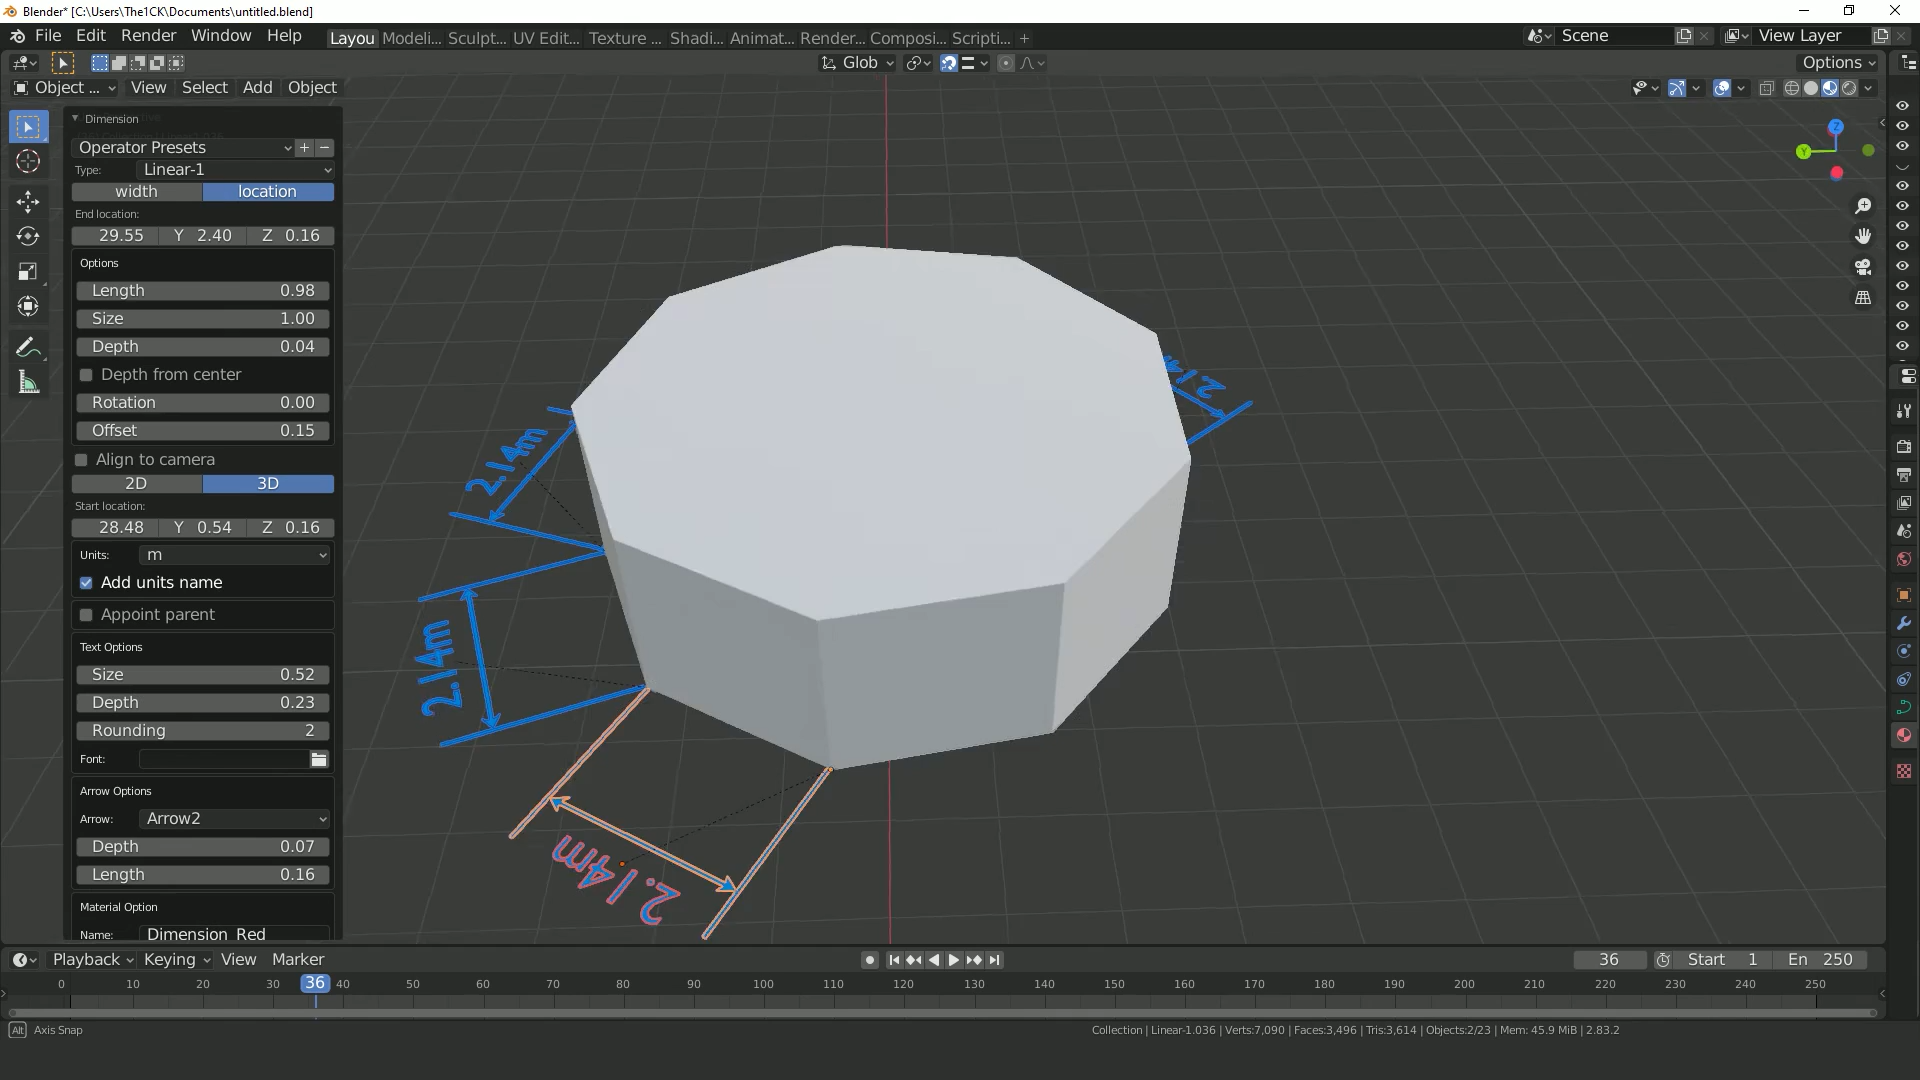 Blender* [C:\Users\The1CK\Documents\untitled.blend]
File Edit Render Window Help Layou Modeli... Sculpt... UV Edit... Texture ... Shadi... Animat... Render... Composi... Scripti... + Scene View Layer
Glob Options
Object ... View Select Add Object
Dimension
Operator Presets
Type: Linear-1
width location
End location:
29.55 Y 2.40 Z 0.16
Options
Length 0.98
Size 1.00
Depth 0.04
Depth from center
Rotation 0.00
Offset 0.15
Align to camera
2D 3D
Start location:
28.48 Y 0.54 Z 0.16
Units: m
Add units name
Appoint parent
Text Options
Size 0.52
Depth 0.23
Rounding 2
Font:
Arrow Options
Arrow: Arrow2
Depth 0.07
Length 0.16
Material Option
Name: Dimension_Red
Z
Y
2.14m
2.14m
2.14m
Playback Keying View Marker 36 Start 1 En 250
0 10 20 30 36 40 50 60 70 80 90 100 110 120 130 140 150 160 170 180 190 200 210 220 230 240 250
Alt Axis Snap
Collection | Linear-1.036 | Verts:7,090 | Faces:3,496 | Tris:3,614 | Objects:2/23 | Mem: 45.9 MiB | 2.83.2